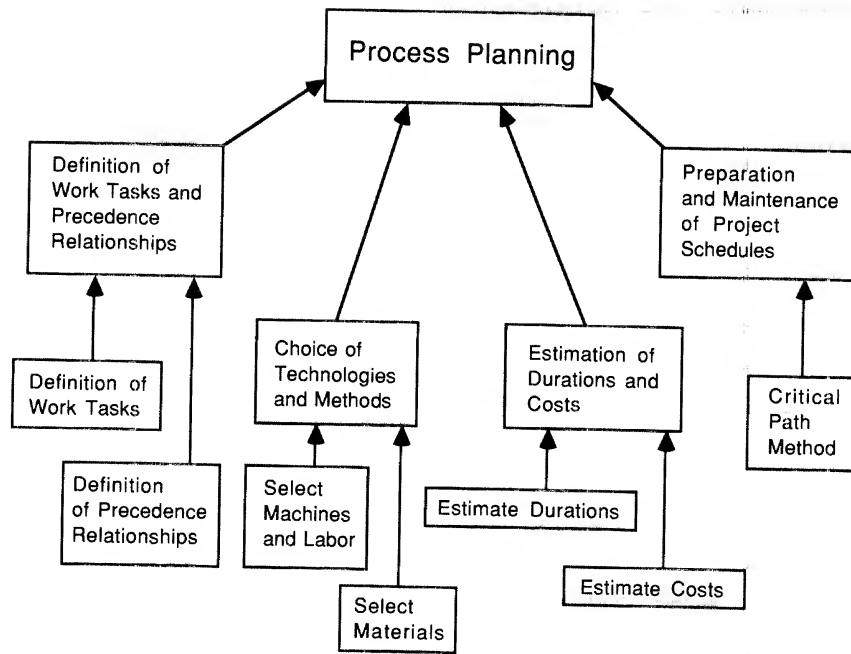 Process Planning
Definition of
Work Tasks and
Precedence
Relationships
Preparation
and Maintenance
of Project
Schedules
Choice of
Technologies
and Methods
Estimation of
Durations and
Costs
Definition of
Work Tasks
Critical
Path
Method
Definition
of Precedence
Relationships
Select
Machines
and Labor
Estimate Durations
Estimate Costs
Select
Materials